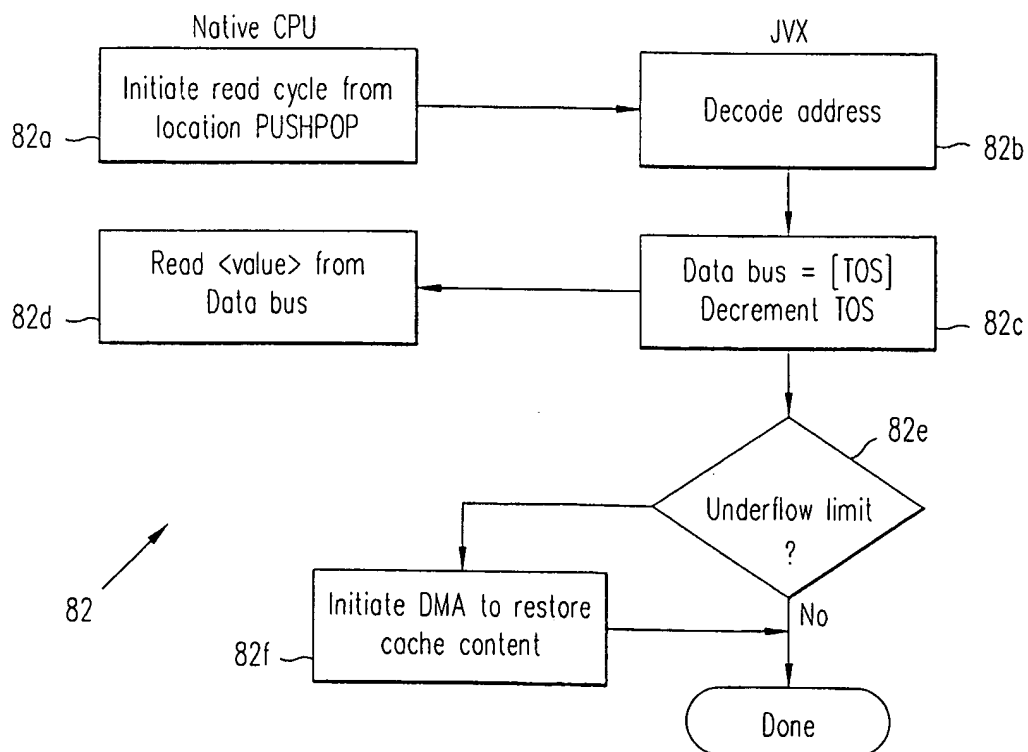 Native CPU
JVX
Initiate read cycle from
location PUSHPOP
82a
Decode address
82b
Read <value> from
Data bus
82d
Data bus = [TOS]
Decrement TOS
82c
82e
Underflow limit
?
82
Initiate DMA to restore
cache content
82f
No
Done